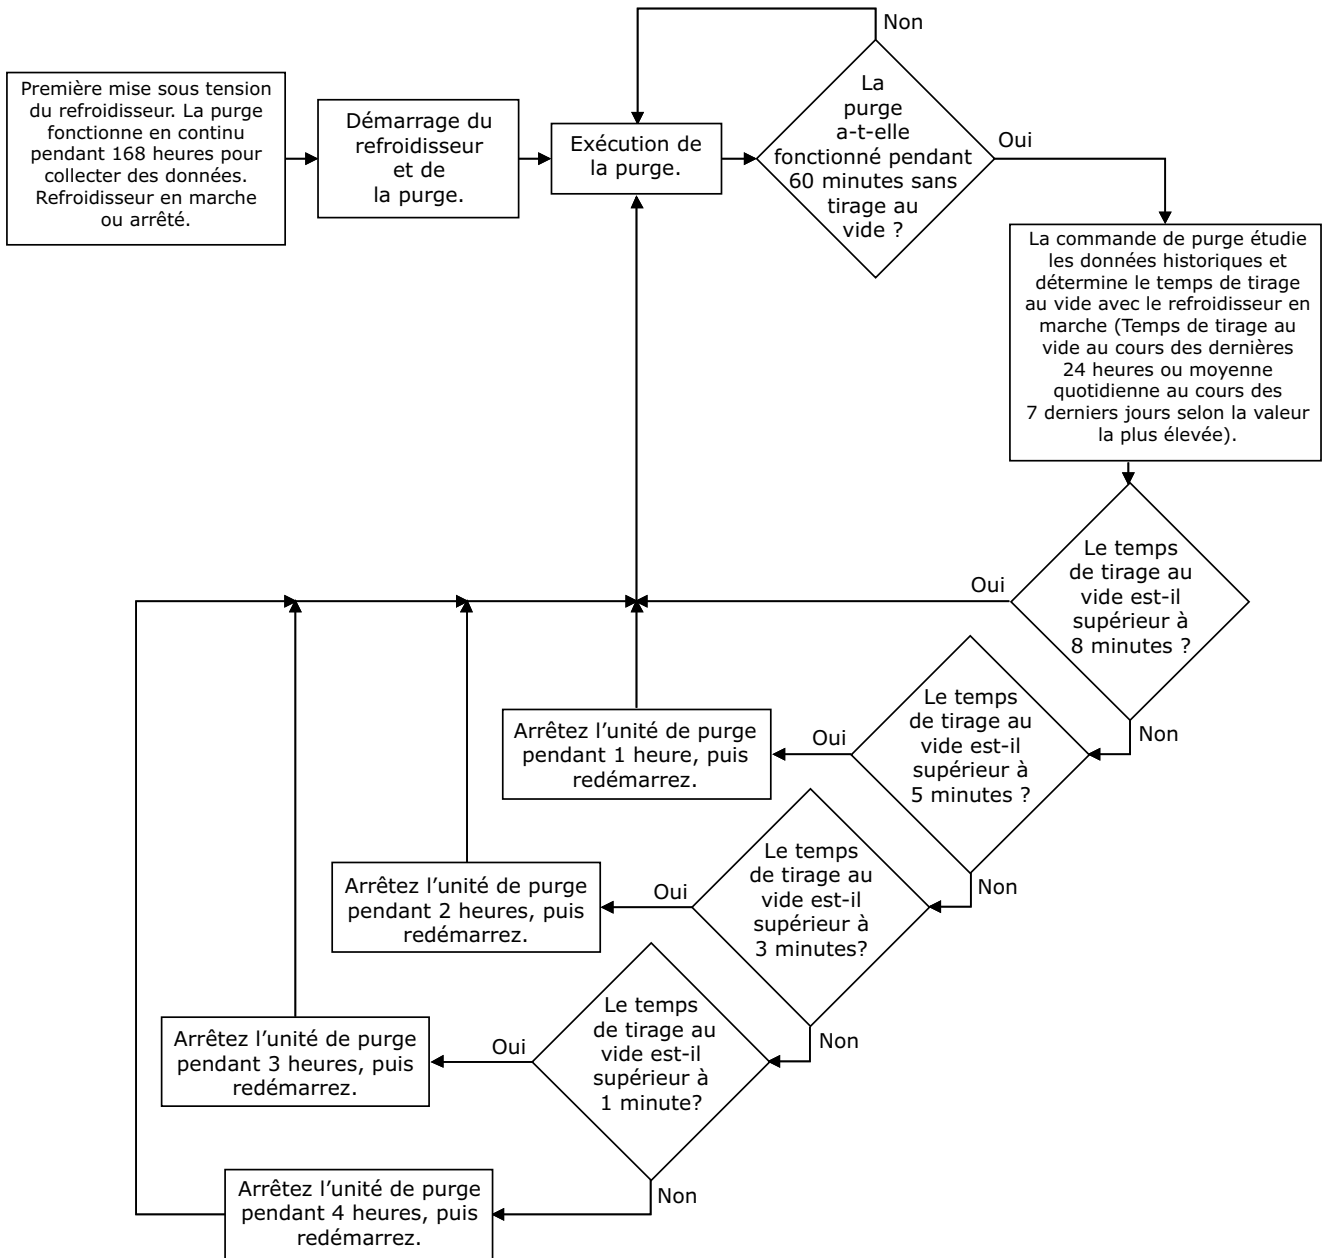 Non
Première mise sous tension
du refroidisseur. La purge
fonctionne en continu
pendant 168 heures pour
collecter des données.
Refroidisseur en marche
ou arrêté.
Démarrage du
refroidisseur
et de
la purge.
Exécution de
la purge.
La
purge
a-t-elle
fonctionné pendant
60 minutes sans
tirage au
vide ?
Oui
La commande de purge étudie
les données historiques et
détermine le temps de tirage
au vide avec le refroidisseur en
marche (Temps de tirage au
vide au cours des dernières
24 heures ou moyenne
quotidienne au cours des
7 derniers jours selon la valeur
la plus élevée).
Le temps
de tirage au
vide est-il
supérieur à
8 minutes ?
Oui
Non
Le temps
de tirage au
vide est-il
supérieur à
5 minutes ?
Oui
Arrêtez l’unité de purge
pendant 1 heure, puis
redémarrez.
Non
Le temps
de tirage au
vide est-il
supérieur à
3 minutes?
Oui
Arrêtez l’unité de purge
pendant 2 heures, puis
redémarrez.
Non
Le temps
de tirage au
vide est-il
supérieur à
1 minute?
Oui
Arrêtez l’unité de purge
pendant 3 heures, puis
redémarrez.
Non
Arrêtez l’unité de purge
pendant 4 heures, puis
redémarrez.